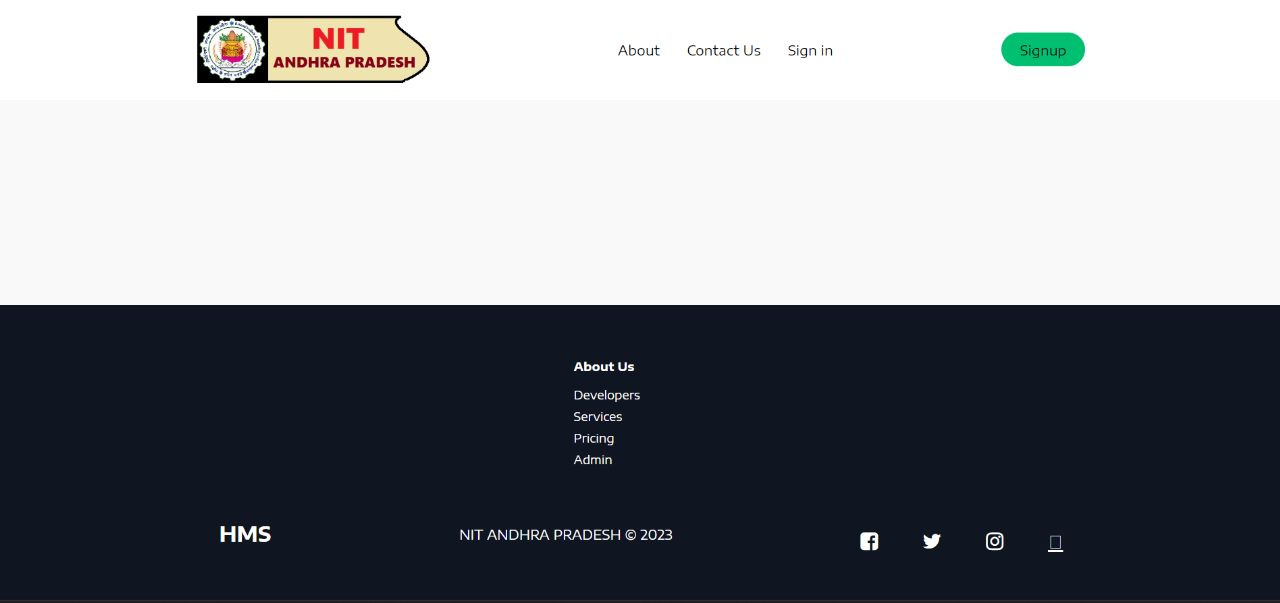 NIT
ANDHRA PRADESH
About Contact Us Sign in Signup
About Us
Developers
Services
Pricing
Admin
HMS NIT ANDHRA PRADESH © 2023